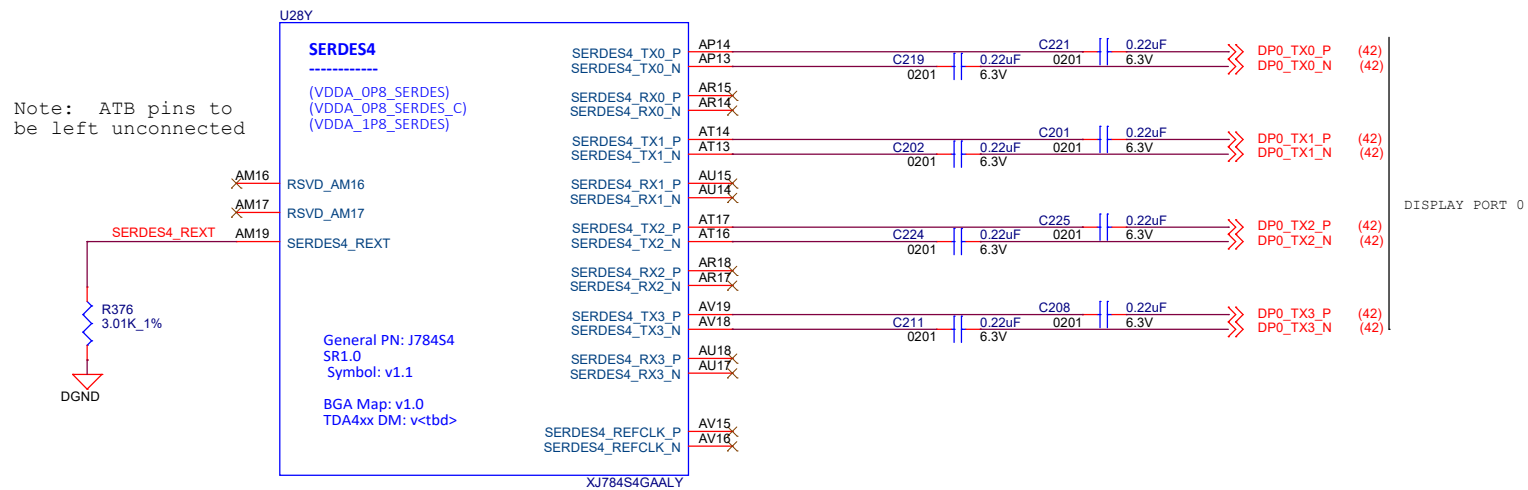 U28Y
SERDES4
------------
(VDDA_0P8_SERDES)
(VDDA_0P8_SERDES_C)
(VDDA_1P8_SERDES)
Note: ATB pins to
be left unconnected
AM16 RSVD_AM16
AM17 RSVD_AM17
SERDES4_REXT AM19 SERDES4_REXT
R376
3.01K_1%
DGND
General PN: J784S4
SR1.0
Symbol: v1.1
BGA Map: v1.0
TDA4xx DM: v<tbd>
XJ784S4GAALY
SERDES4_TX0_P AP14 C221 0.22uF 0201 6.3V DP0_TX0_P (42)
SERDES4_TX0_N AP13 C219 0.22uF 0201 6.3V DP0_TX0_N (42)
SERDES4_RX0_P AR15
SERDES4_RX0_N AR14
SERDES4_TX1_P AT14 C201 0.22uF 0201 6.3V DP0_TX1_P (42)
SERDES4_TX1_N AT13 C202 0.22uF 0201 6.3V DP0_TX1_N (42)
SERDES4_RX1_P AU15
SERDES4_RX1_N AU14
SERDES4_TX2_P AT17 C225 0.22uF 0201 6.3V DP0_TX2_P (42)
SERDES4_TX2_N AT16 C224 0.22uF 0201 6.3V DP0_TX2_N (42)
SERDES4_RX2_P AR18
SERDES4_RX2_N AR17
SERDES4_TX3_P AV19 C208 0.22uF 0201 6.3V DP0_TX3_P (42)
SERDES4_TX3_N AV18 C211 0.22uF 0201 6.3V DP0_TX3_N (42)
SERDES4_RX3_P AU18
SERDES4_RX3_N AU17
SERDES4_REFCLK_P AV15
SERDES4_REFCLK_N AV16
DISPLAY PORT 0